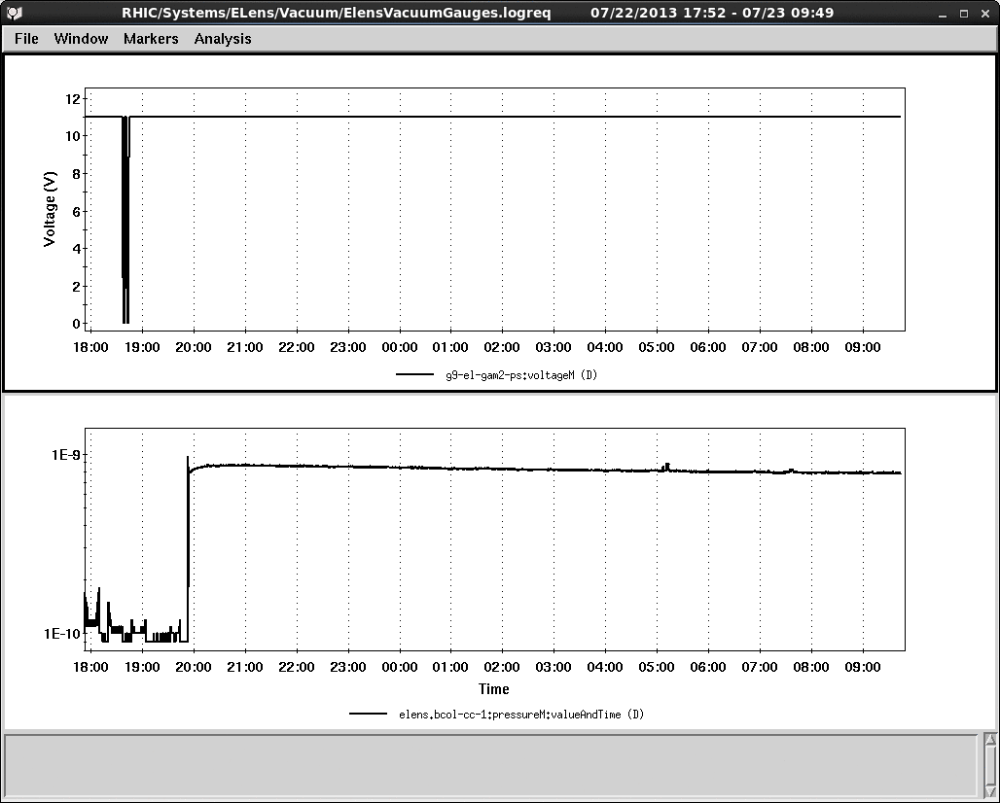 RHIC/Systems/ELens/Vacuum/ElensVacuumGauges.logreq 07/22/2013 17:52 - 07/23 09:49
File Window Markers Analysis
12
10
8
6
4
2
0
Voltage (V)
18:00 19:00 20:00 21:00 22:00 23:00 00:00 01:00 02:00 03:00 04:00 05:00 06:00 07:00 08:00 09:00
g9-el-gam2-ps:voltageM (D)
1E-9
1E-10
18:00 19:00 20:00 21:00 22:00 23:00 00:00 01:00 02:00 03:00 04:00 05:00 06:00 07:00 08:00 09:00
Time
elens.bcol-cc-1:pressureM:valueAndTime (D)